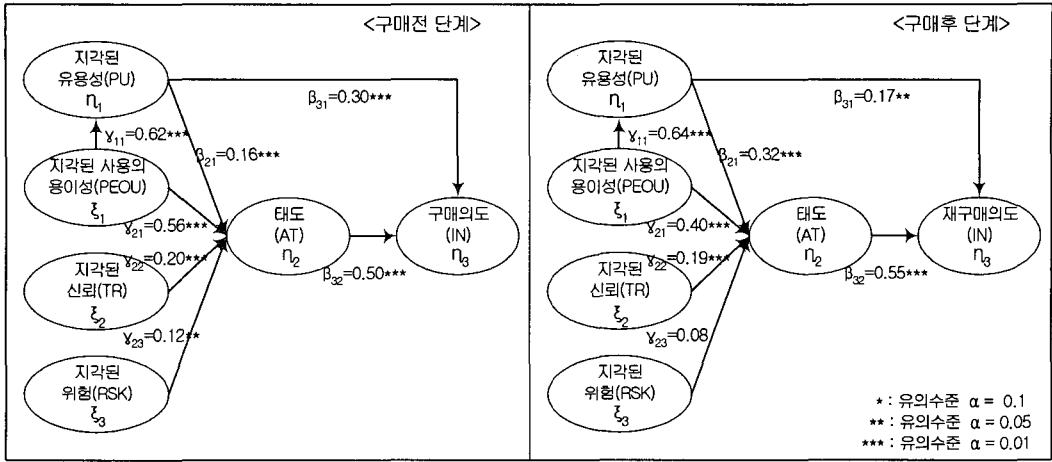 <구매전 단계>
지각된
유용성(PU)
η₁
β₃₁=0.30***
γ₁₁=0.62***
β₂₁=0.16***
지각된 사용의
용이성(PEOU)
ξ₁
γ₂₁=0.56***
태도
(AT)
η₂
구매의도
(IN)
η₃
γ₂₂=0.20***
β₃₂=0.50***
지각된
신뢰(TR)
ξ₂
γ₂₃=0.12**
지각된
위험(RSK)
ξ₃
<구매후 단계>
지각된
유용성(PU)
η₁
β₃₁=0.17**
γ₁₁=0.64***
β₂₁=0.32***
지각된 사용의
용이성(PEOU)
ξ₁
γ₂₁=0.40***
태도
(AT)
η₂
재구매의도
(IN)
η₃
γ₂₂=0.19***
β₃₂=0.55***
지각된
신뢰(TR)
ξ₂
γ₂₃=0.08
지각된
위험(RSK)
ξ₃
* : 유의수준 α = 0.1
** : 유의수준 α = 0.05
*** : 유의수준 α = 0.01